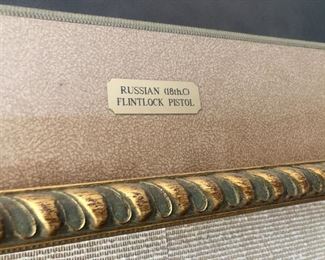 RUSSIAN (18th.C)
FLINTLOCK PISTOL